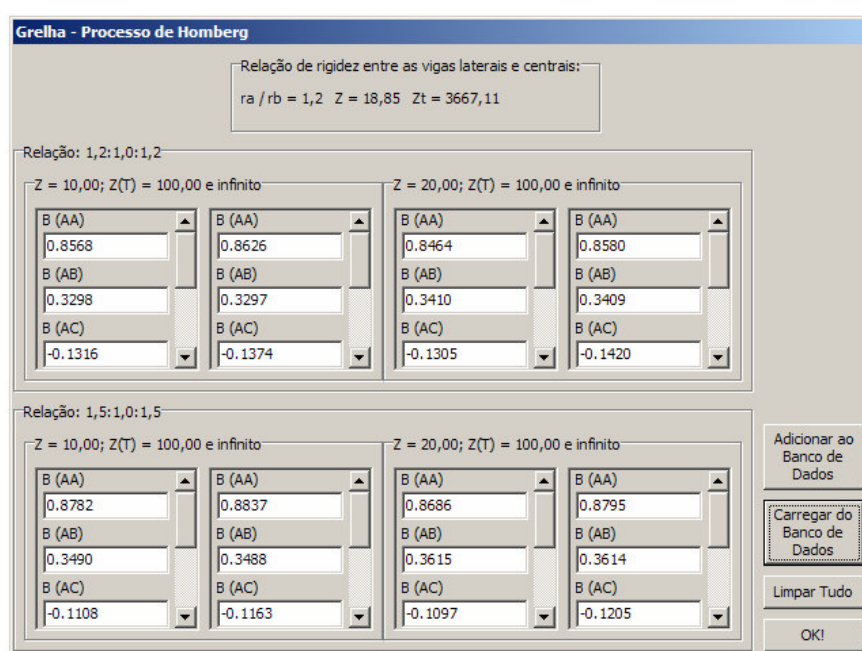 Grelha - Processo de Homberg
Relação de rigidez entre as vigas laterais e centrais:
ra / rb = 1,2 Z = 18,85 Zt = 3667,11
Relação: 1,2:1,0:1,2
Z = 10,00; Z(T) = 100,00 e infinito
B (AA)
0.8568
B (AB)
0.3298
B (AC)
-0.1316
B (AA)
0.8626
B (AB)
0.3297
B (AC)
-0.1374
Z = 20,00; Z(T) = 100,00 e infinito
B (AA)
0.8464
B (AB)
0.3410
B (AC)
-0.1305
B (AA)
0.8580
B (AB)
0.3409
B (AC)
-0.1420
Relação: 1,5:1,0:1,5
Z = 10,00; Z(T) = 100,00 e infinito
B (AA)
0.8782
B (AB)
0.3490
B (AC)
-0.1108
B (AA)
0.8837
B (AB)
0.3488
B (AC)
-0.1163
Z = 20,00; Z(T) = 100,00 e infinito
B (AA)
0.8686
B (AB)
0.3615
B (AC)
-0.1097
B (AA)
0.8795
B (AB)
0.3614
B (AC)
-0.1205
Adicionar ao
Banco de
Dados
Carregar do
Banco de
Dados
Limpar Tudo
OK!